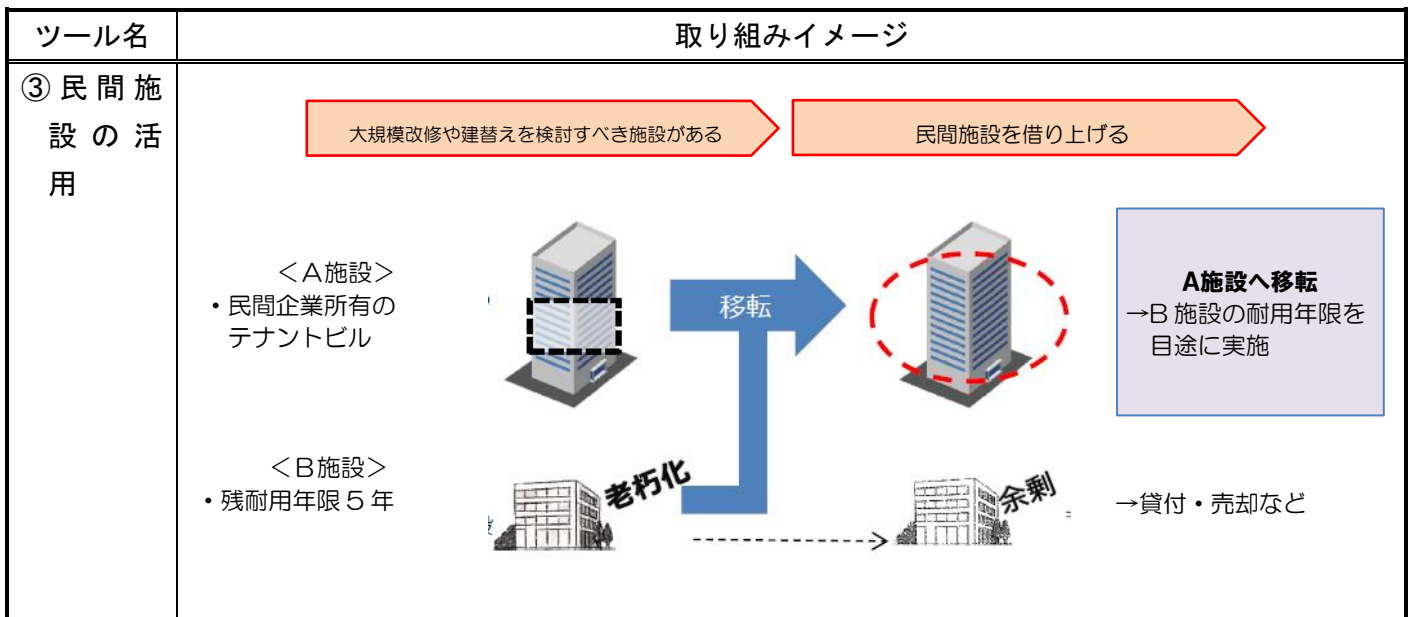 ツール名
取り組みイメージ
③民間施
設の活
用
大規模改修や建替えを検討すべき施設がある
民間施設を借り上げる
＜A施設＞
・民間企業所有の
テナントビル
移転
A施設へ移転
→B施設の耐用年限を
目途に実施
＜B施設＞
・残耐用年限５年
老朽化
余剰
→貸付・売却など